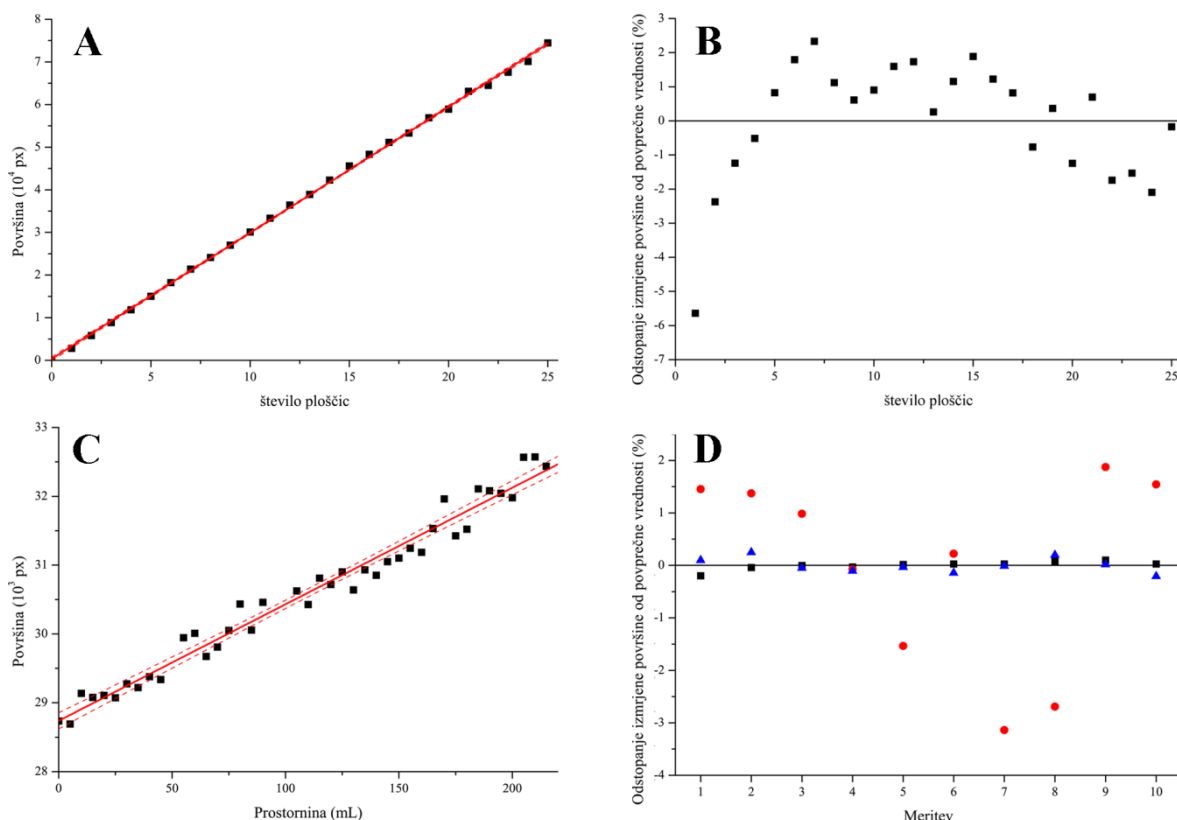 A
Površina (10⁴ px)
8
7
6
5
4
3
2
1
0
0 5 10 15 20 25
število ploščic
B
Odstopanje izmrjene površine od povprečne vrednosti (%)
3
2
1
0
-1
-2
-3
-4
-5
-6
-7
0 5 10 15 20 25
število ploščic
C
Površina (10³ px)
33
32
31
30
29
28
0 50 100 150 200
Prostornina (mL)
D
Odstopanje izmrjene površine od povprečne vrednosti (%)
2
1
0
-1
-2
-3
-4
1 2 3 4 5 6 7 8 9 10
Meritev